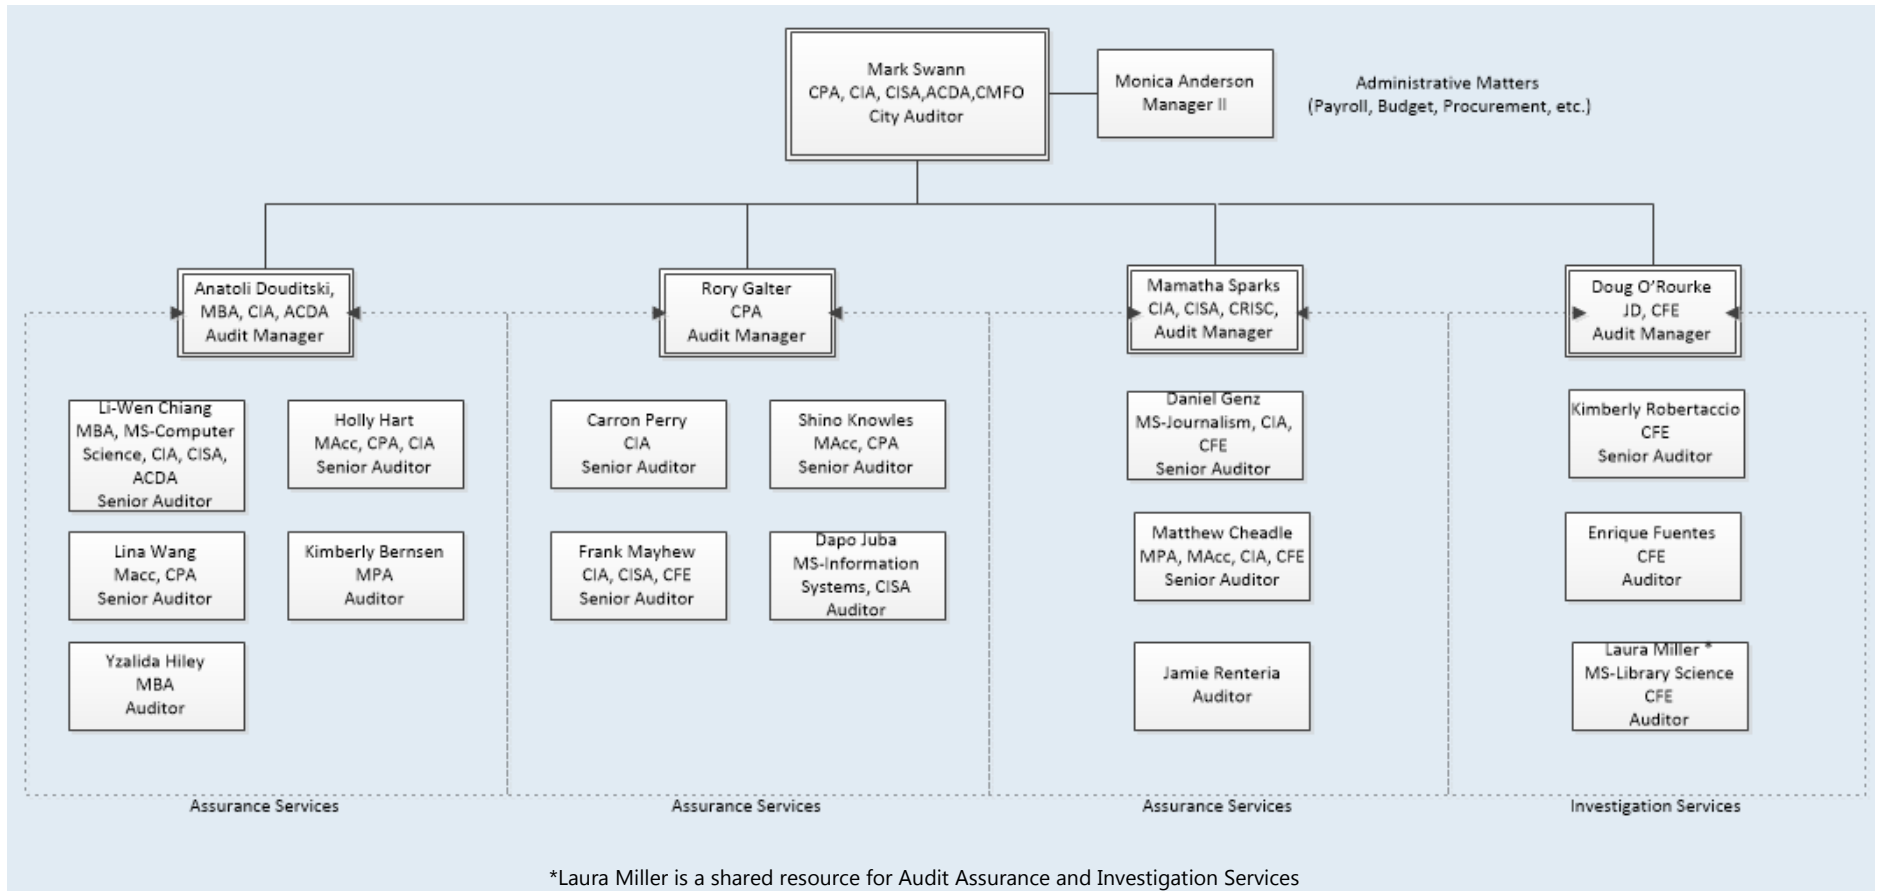 Mark Swann
CPA, CIA, CISA,ACDA,CMFO
City Auditor
Monica Anderson
Manager II
Administrative Matters
(Payroll, Budget, Procurement, etc.)
Anatoli Douditski,
MBA, CIA, ACDA
Audit Manager
Rory Galter
CPA
Audit Manager
Mamatha Sparks
CIA, CISA, CRISC,
Audit Manager
Doug O'Rourke
JD, CFE
Audit Manager
Li-Wen Chiang
MBA, MS-Computer
Science, CIA, CISA,
ACDA
Senior Auditor
Holly Hart
MAcc, CPA, CIA
Senior Auditor
Lina Wang
Macc, CPA
Senior Auditor
Kimberly Bernsen
MPA
Auditor
Yzalida Hiley
MBA
Auditor
Carron Perry
CIA
Senior Auditor
Shino Knowles
MAcc, CPA
Senior Auditor
Frank Mayhew
CIA, CISA, CFE
Senior Auditor
Dapo Juba
MS-Information
Systems, CISA
Auditor
Daniel Genz
MS-Journalism, CIA,
CFE
Senior Auditor
Matthew Cheadle
MPA, MAcc, CIA, CFE
Senior Auditor
Jamie Renteria
Auditor
Kimberly Robertaccio
CFE
Senior Auditor
Enrique Fuentes
CFE
Auditor
Laura Miller *
MS-Library Science
CFE
Auditor
Assurance Services
Assurance Services
Assurance Services
Investigation Services
*Laura Miller is a shared resource for Audit Assurance and Investigation Services